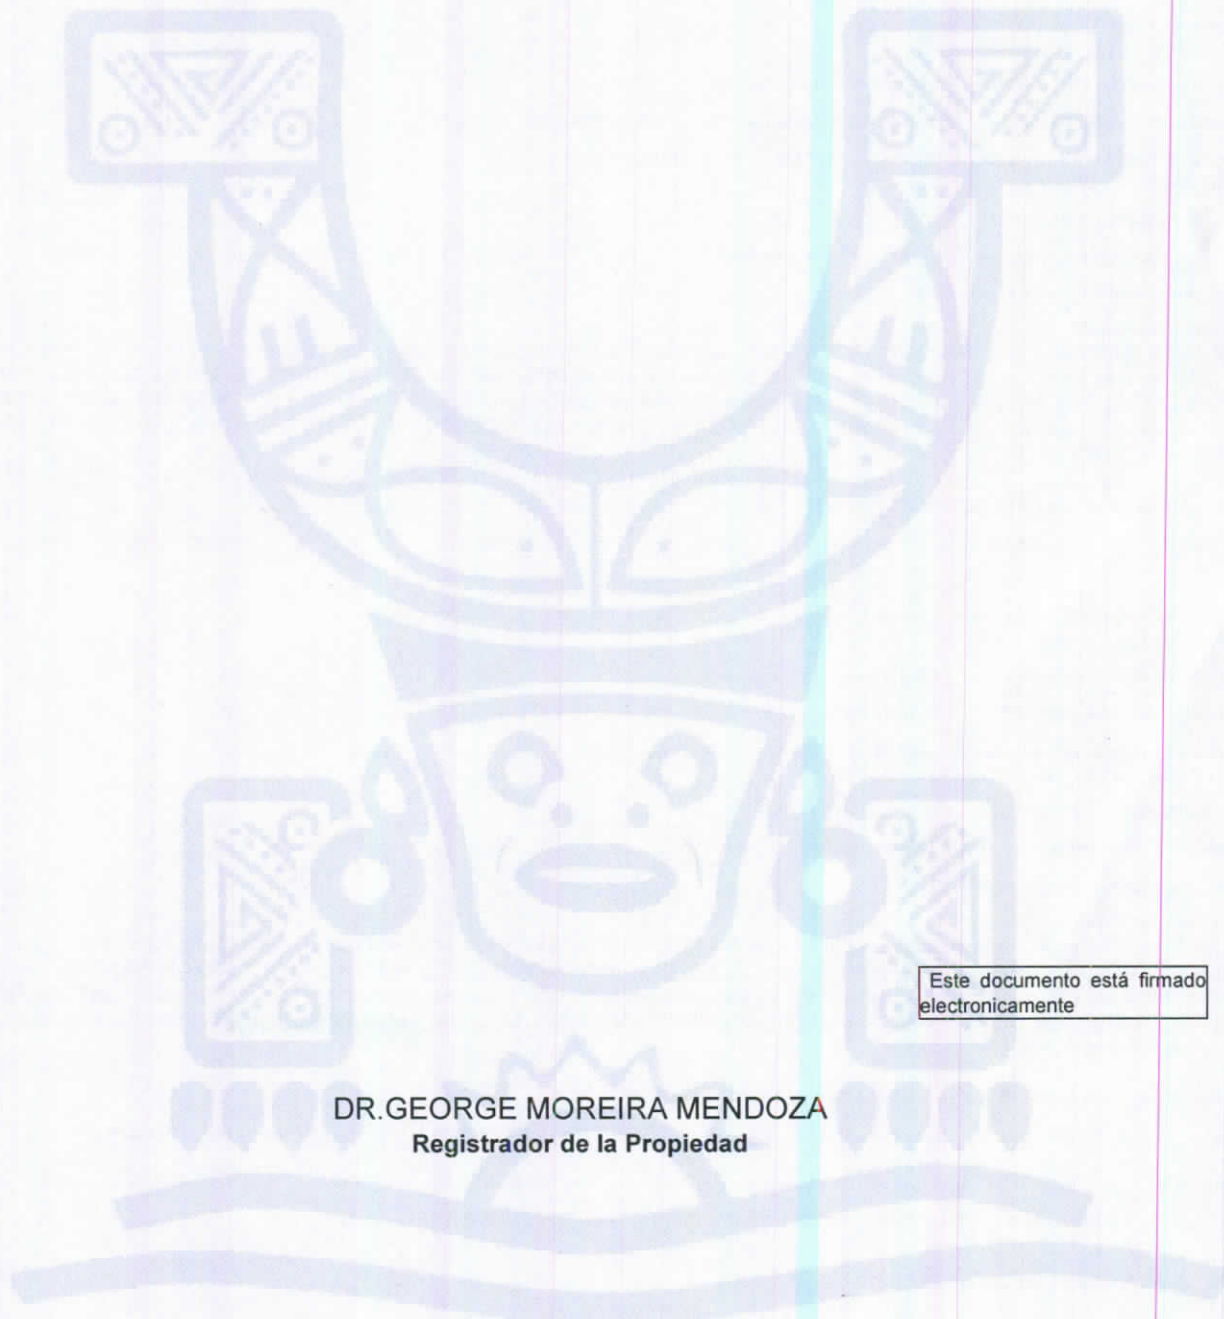 Este documento está firmado
electronicamente
DR.GEORGE MOREIRA MENDOZA
Registrador de la Propiedad